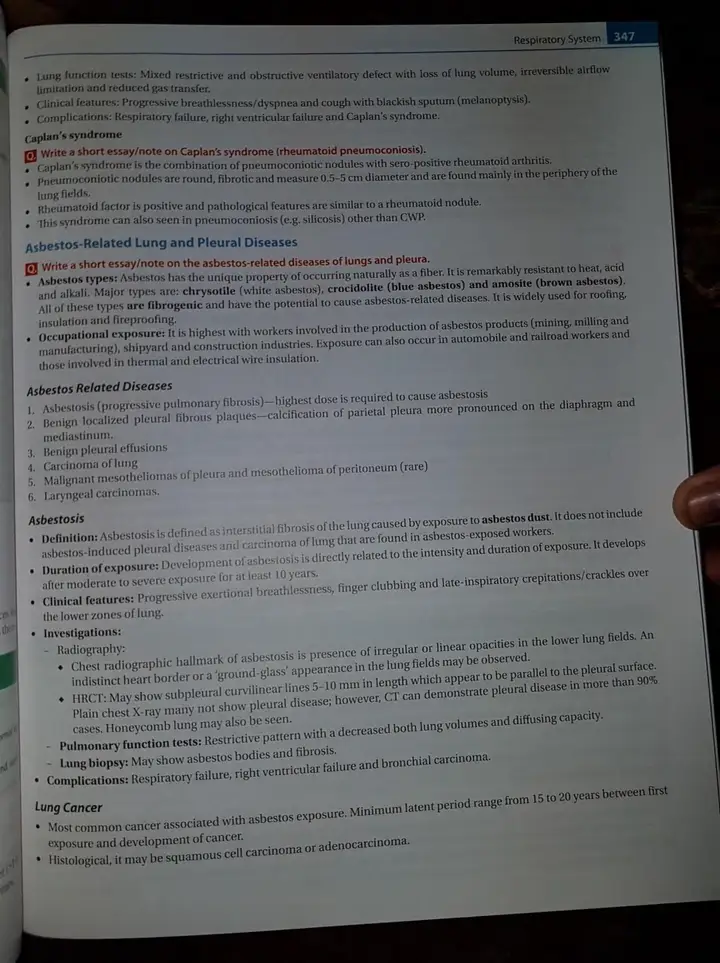 Respiratory System 347
• Lung function tests: Mixed restrictive and obstructive ventilatory defect with loss of lung volume, irreversible airflow
limitation and reduced gas transfer.
• Clinical features: Progressive breathlessness/dyspnea and cough with blackish sputum (melanoptysis).
• Complications: Respiratory failure, right ventricular failure and Caplan's syndrome.
Caplan's syndrome
Q. Write a short essay/note on Caplan's syndrome (rheumatoid pneumoconiosis).
• Caplan's syndrome is the combination of pneumoconiotic nodules with sero-positive rheumatoid arthritis.
• Pneumoconiotic nodules are round, fibrotic and measure 0.5–5 cm diameter and are found mainly in the periphery of the
lung fields.
• Rheumatoid factor is positive and pathological features are similar to a rheumatoid nodule.
• This syndrome can also seen in pneumoconiosis (e.g. silicosis) other than CWP.
Asbestos-Related Lung and Pleural Diseases
Q. Write a short essay/note on the asbestos-related diseases of lungs and pleura.
• Asbestos types: Asbestos has the unique property of occurring naturally as a fiber. It is remarkably resistant to heat, acid
and alkali. Major types are: chrysotile (white asbestos), crocidolite (blue asbestos) and amosite (brown asbestos).
All of these types are fibrogenic and have the potential to cause asbestos-related diseases. It is widely used for roofing,
insulation and fireproofing.
• Occupational exposure: It is highest with workers involved in the production of asbestos products (mining, milling and
manufacturing), shipyard and construction industries. Exposure can also occur in automobile and railroad workers and
those involved in thermal and electrical wire insulation.
Asbestos Related Diseases
1. Asbestosis (progressive pulmonary fibrosis)—highest dose is required to cause asbestosis
2. Benign localized pleural fibrous plaques—calcification of parietal pleura more pronounced on the diaphragm and
mediastinum.
3. Benign pleural effusions
4. Carcinoma of lung
5. Malignant mesotheliomas of pleura and mesothelioma of peritoneum (rare)
6. Laryngeal carcinomas.
Asbestosis
• Definition: Asbestosis is defined as interstitial fibrosis of the lung caused by exposure to asbestos dust. It does not include
asbestos-induced pleural diseases and carcinoma of lung that are found in asbestos-exposed workers.
• Duration of exposure: Development of asbestosis is directly related to the intensity and duration of exposure. It develops
after moderate to severe exposure for at least 10 years.
• Clinical features: Progressive exertional breathlessness, finger clubbing and late-inspiratory crepitations/crackles over
the lower zones of lung.
• Investigations:
– Radiography:
◆ Chest radiographic hallmark of asbestosis is presence of irregular or linear opacities in the lower lung fields. An
indistinct heart border or a 'ground-glass' appearance in the lung fields may be observed.
◆ HRCT: May show subpleural curvilinear lines 5–10 mm in length which appear to be parallel to the pleural surface.
Plain chest X-ray many not show pleural disease; however, CT can demonstrate pleural disease in more than 90%
cases. Honeycomb lung may also be seen.
– Pulmonary function tests: Restrictive pattern with a decreased both lung volumes and diffusing capacity.
– Lung biopsy: May show asbestos bodies and fibrosis.
• Complications: Respiratory failure, right ventricular failure and bronchial carcinoma.
Lung Cancer
• Most common cancer associated with asbestos exposure. Minimum latent period range from 15 to 20 years between first
exposure and development of cancer.
• Histological, it may be squamous cell carcinoma or adenocarcinoma.